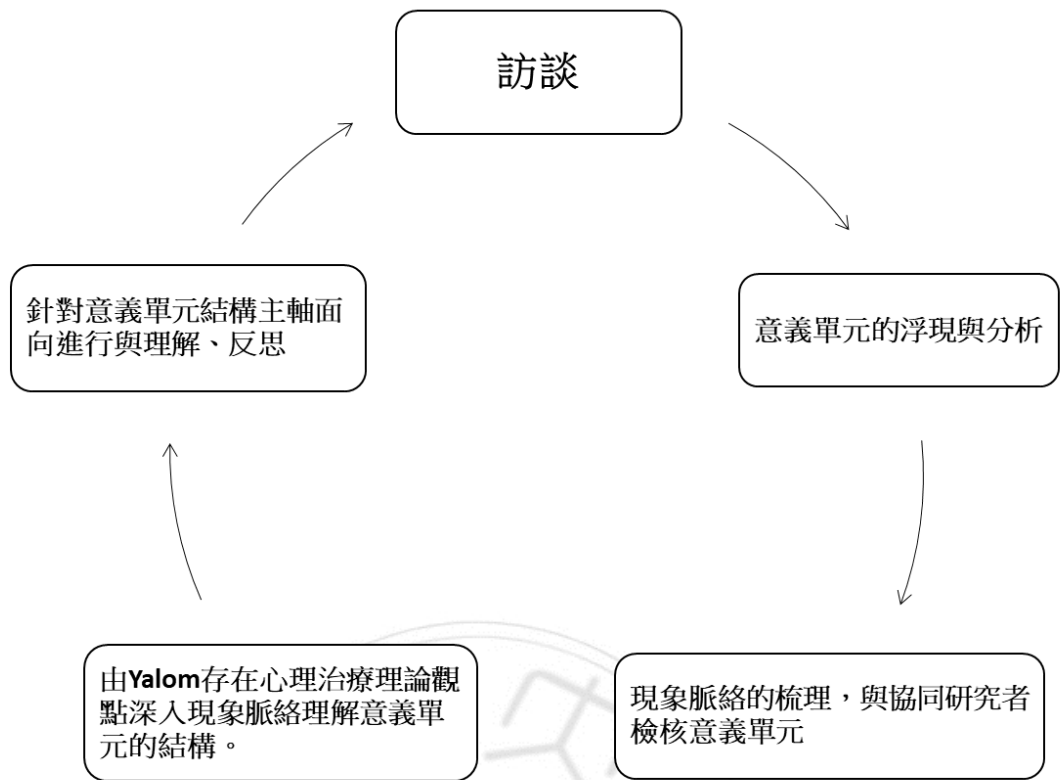 訪談
意義單元的浮現與分析
現象脈絡的梳理，與協同研究者
檢核意義單元
由Yalom存在心理治療理論觀
點深入現象脈絡理解意義單
元的結構。
針對意義單元結構主軸面
向進行與理解、反思